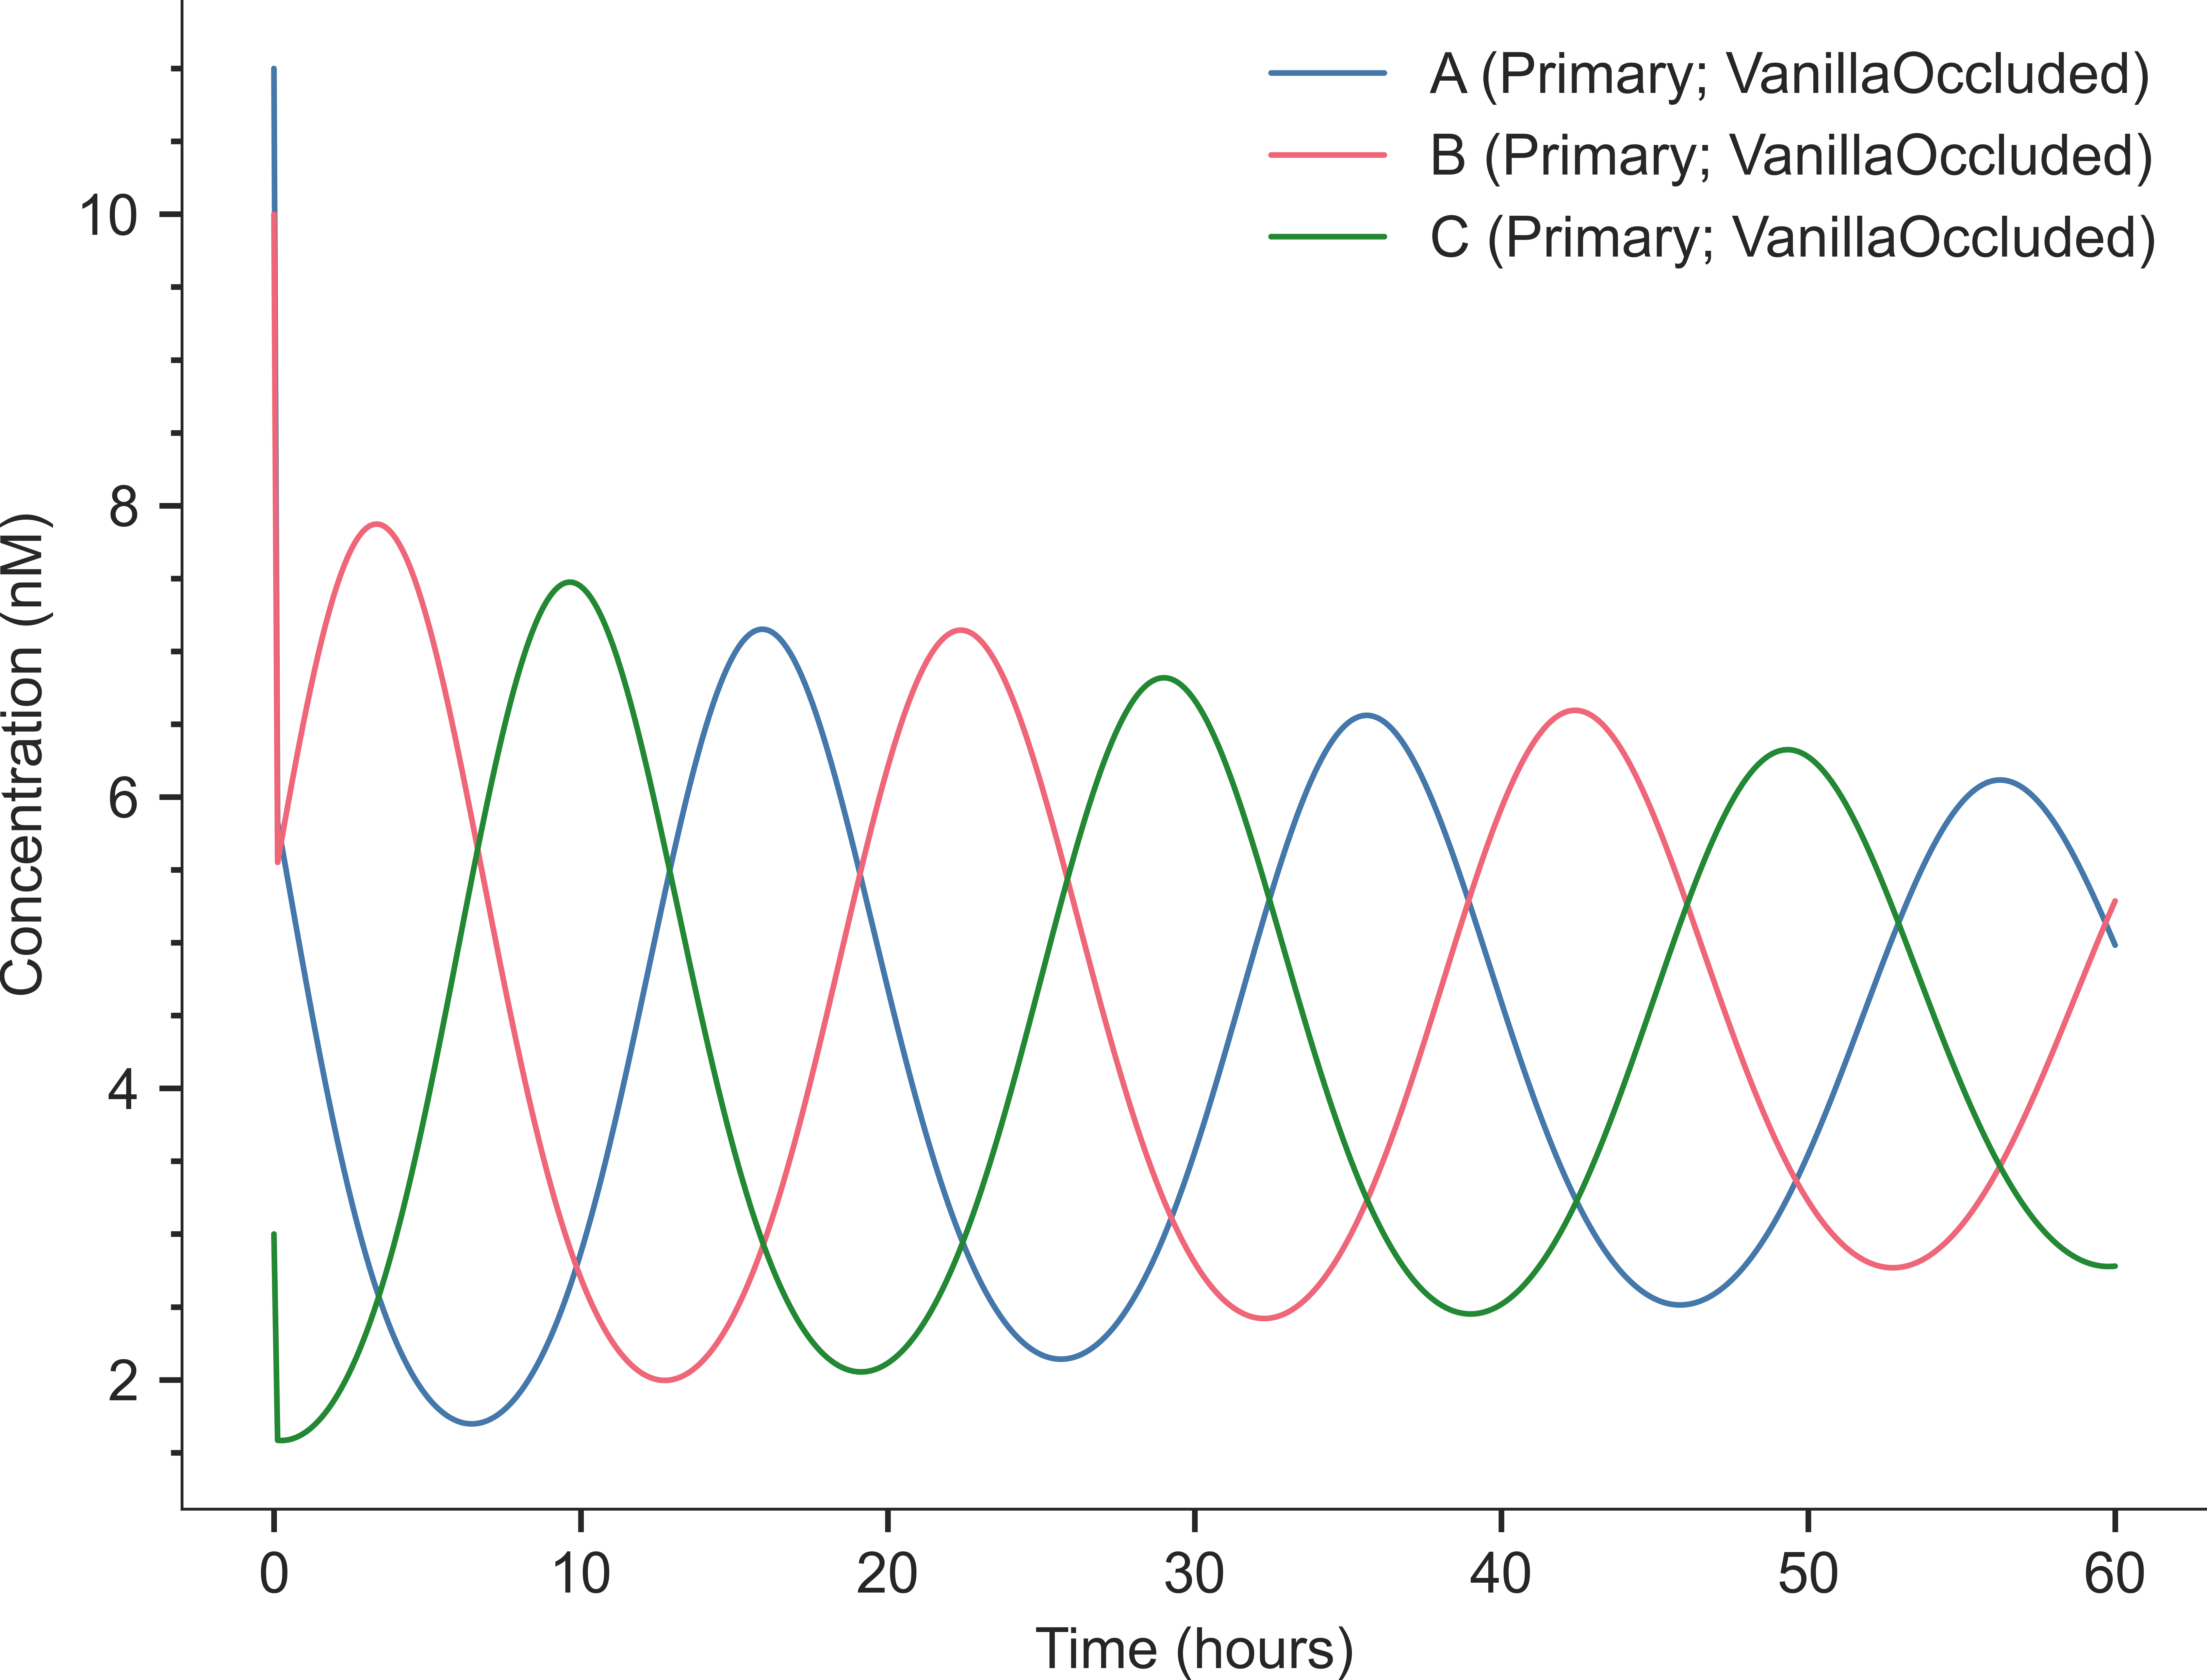 A (Primary; VanillaOccluded)
B (Primary; VanillaOccluded)
C (Primary; VanillaOccluded)
10
8
6
4
2
Concentration (nM)
0 10 20 30 40 50 60
Time (hours)